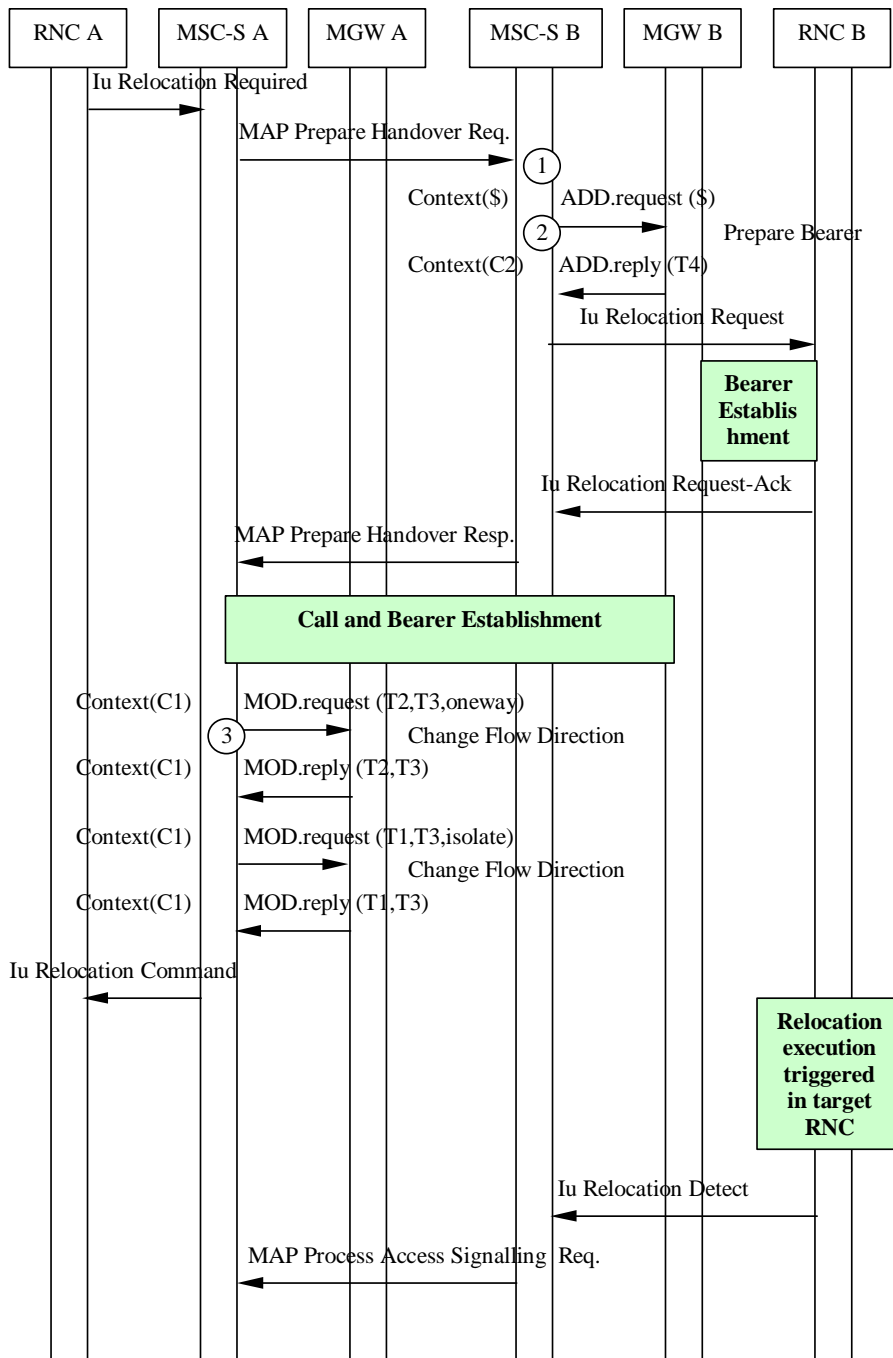 RNC A MSC-S A MGW A MSC-S B MGW B RNC B
Iu Relocation Required
MAP Prepare Handover Req.
1
Context($) ADD.request ($)
2 Prepare Bearer
Context(C2) ADD.reply (T4)
Iu Relocation Request
Bearer
Establis
hment
Iu Relocation Request-Ack
MAP Prepare Handover Resp.
Call and Bearer Establishment
Context(C1) MOD.request (T2,T3,oneway)
3 Change Flow Direction
Context(C1) MOD.reply (T2,T3)
Context(C1) MOD.request (T1,T3,isolate)
Change Flow Direction
Context(C1) MOD.reply (T1,T3)
Iu Relocation Command
Relocation
execution
triggered
in target
RNC
Iu Relocation Detect
MAP Process Access Signalling Req.